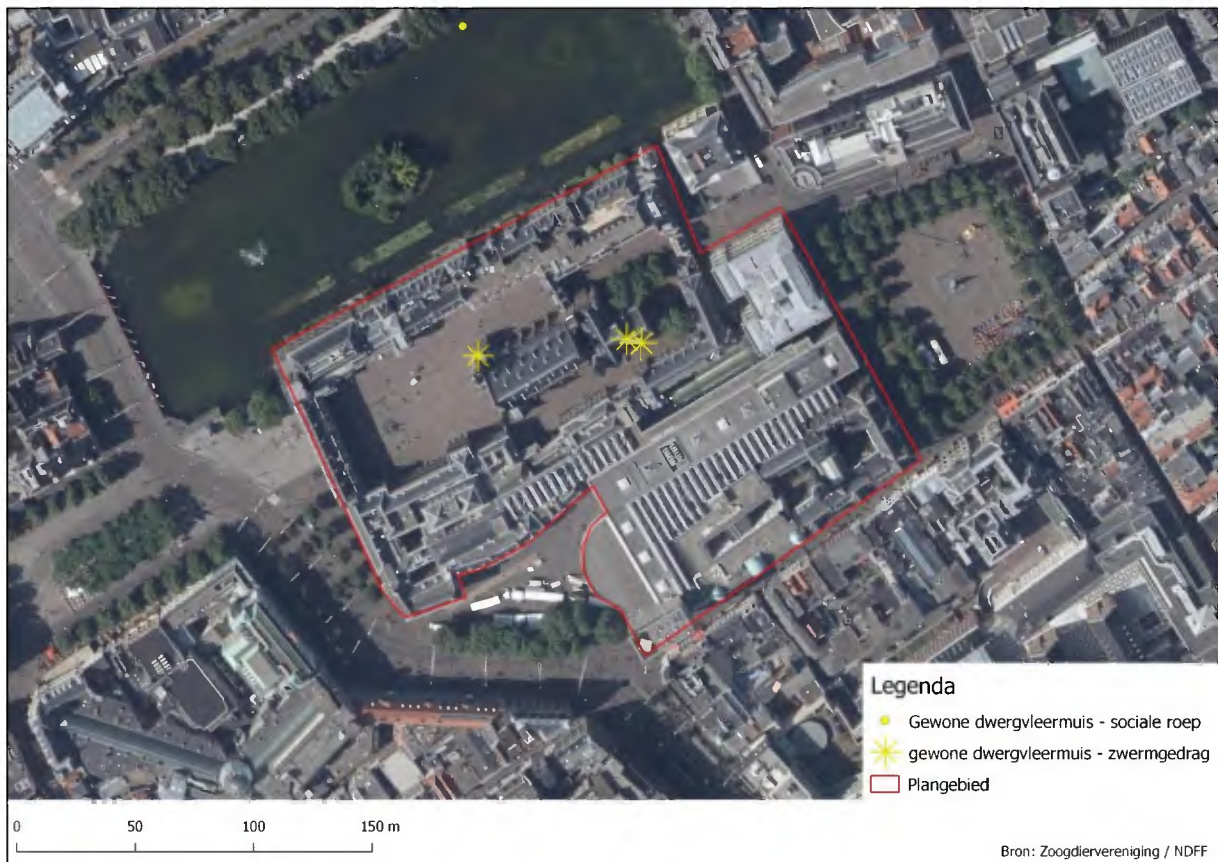 Legenda
Gewone dwergvleermuis - sociale roep
gewone dwergvleermuis - zwermgedrag
Plangebied
0 50 100 150 m
Bron: Zoogdiervereniging / NDFF